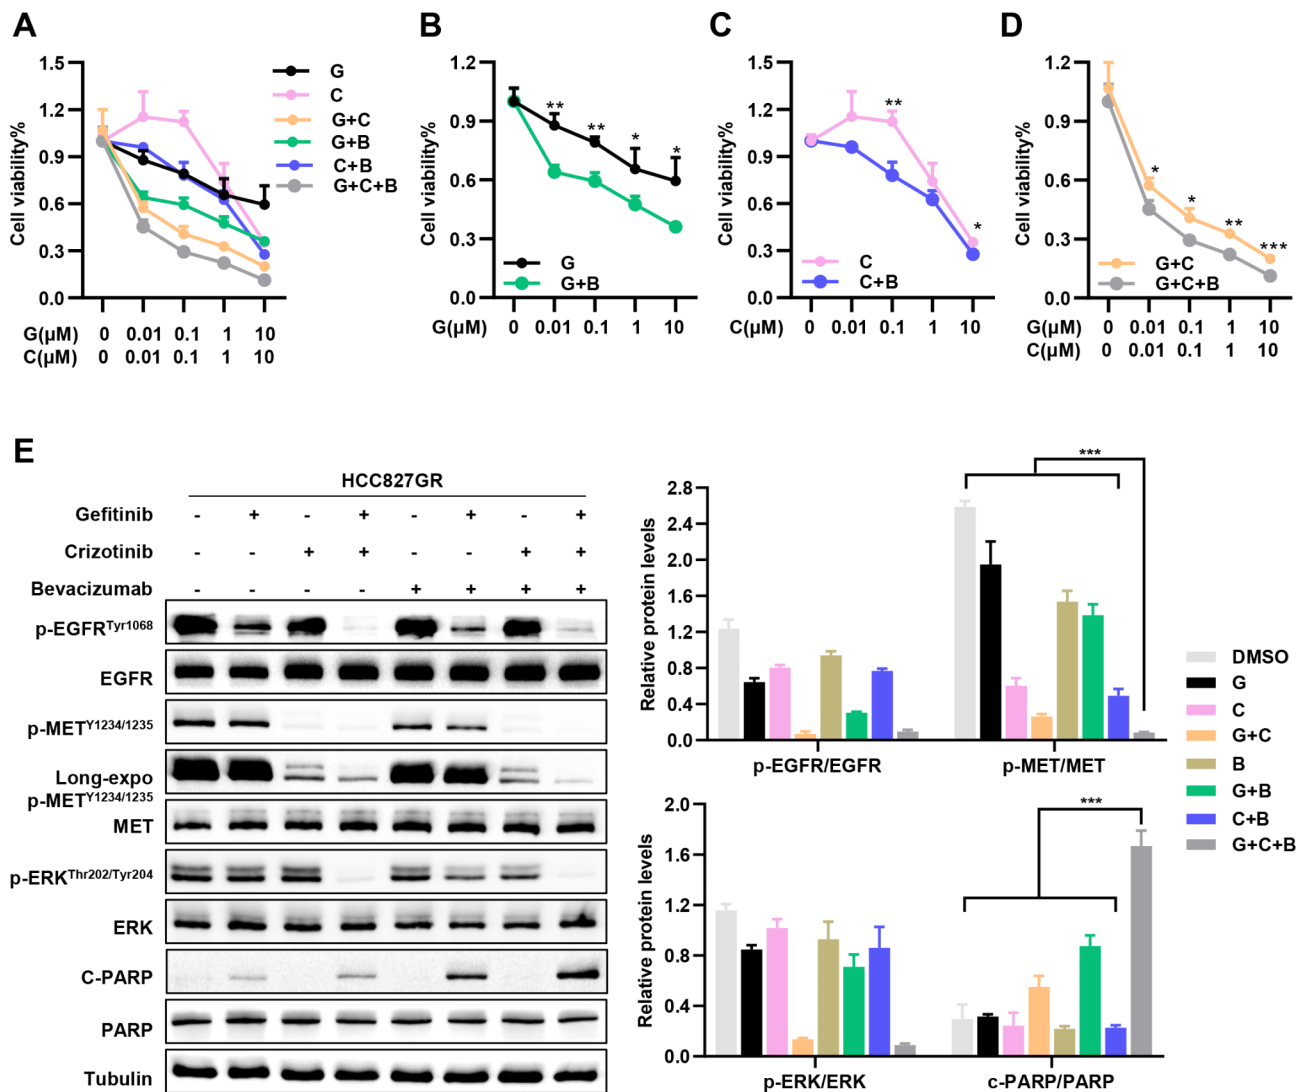 A
Cell viability%
1.5
1.2
0.9
0.6
0.3
0.0
G
C
G+C
G+B
C+B
G+C+B
G(μM) 0 0.01 0.1 1 10
C(μM) 0 0.01 0.1 1 10
B
Cell viability%
1.2
0.9
0.6
0.3
0.0
**
**
*
*
G
G+B
G(μM) 0 0.01 0.1 1 10
C
Cell viability%
1.5
1.2
0.9
0.6
0.3
0.0
**
*
C
C+B
C(μM) 0 0.01 0.1 1 10
D
Cell viability%
1.2
0.9
0.6
0.3
0.0
*
*
**
***
G+C
G+C+B
G(μM) 0 0.01 0.1 1 10
C(μM) 0 0.01 0.1 1 10
E
HCC827GR
Gefitinib - + - + - + - +
Crizotinib - - + + - - + +
Bevacizumab - - - - + + + +
p-EGFRTyr1068
EGFR
p-METY1234/1235
Long-expo
p-METY1234/1235
MET
p-ERKThr202/Tyr204
ERK
C-PARP
PARP
Tubulin
Relative protein levels
2.8
2.4
2.0
1.6
1.2
0.8
0.4
0.0
***
p-EGFR/EGFR p-MET/MET
Relative protein levels
2.0
1.6
1.2
0.8
0.4
0.0
***
p-ERK/ERK c-PARP/PARP
DMSO
G
C
G+C
B
G+B
C+B
G+C+B